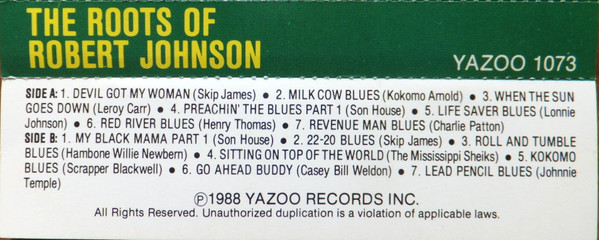 THE ROOTS OF
ROBERT JOHNSON
YAZOO 1073
SIDE A: 1. DEVIL GOT MY WOMAN (Skip James) ● 2. MILK COW BLUES (Kokomo Arnold) ● 3. WHEN THE SUN
GOES DOWN (Leroy Carr) ● 4. PREACHIN' THE BLUES PART 1 (Son House) ● 5. LIFE SAVER BLUES (Lonnie
Johnson) ● 6. RED RIVER BLUES (Henry Thomas) ● 7. REVENUE MAN BLUES (Charlie Patton)
SIDE B: 1. MY BLACK MAMA PART 1 (Son House) ● 2. 22-20 BLUES (Skip James) ● 3. ROLL AND TUMBLE
BLUES (Hambone Willie Newbern) ● 4. SITTING ON TOP OF THE WORLD (The Mississippi Sheiks) ● 5. KOKOMO
BLUES (Scrapper Blackwell) ● 6. GO AHEAD BUDDY (Casey Bill Weldon) ● 7. LEAD PENCIL BLUES (Johnnie
Temple)
℗1988 YAZOO RECORDS INC.
All Rights Reserved. Unauthorized duplication is a violation of applicable laws.